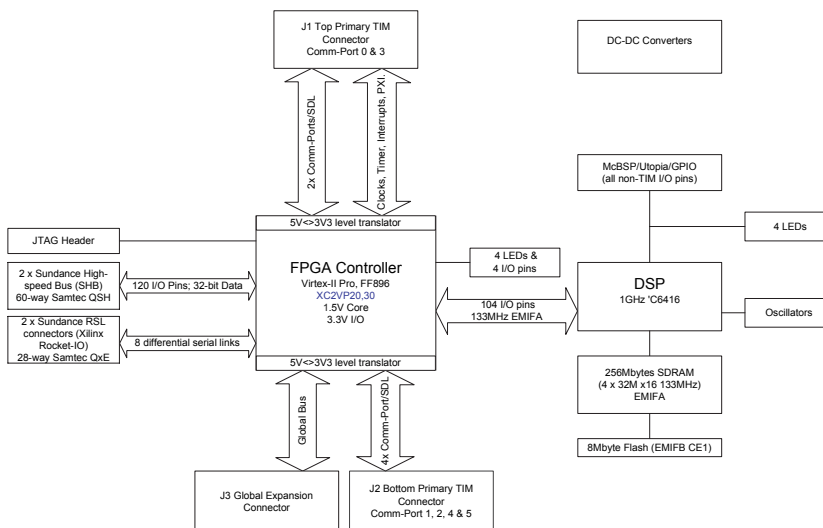 J1 Top Primary TIM
Connector
Comm-Port 0 & 3
DC-DC Converters
2x Comm-Ports/SDL
Clocks, Timer, Interrupts, PXI.
McBSP/Utopia/GPIO
(all non-TIM I/O pins)
4 LEDs
5V<>3V3 level translator
JTAG Header
FPGA Controller
Virtex-II Pro, FF896
XC2VP20,30
1.5V Core
3.3V I/O
4 LEDs &
4 I/O pins
2 x Sundance High-
speed Bus (SHB)
60-way Samtec QSH
120 I/O Pins; 32-bit Data
104 I/O pins
133MHz EMIFA
DSP
1GHz 'C6416
Oscillators
2 x Sundance RSL
connectors (Xilinx
Rocket-IO)
28-way Samtec QxE
8 differential serial links
5V<>3V3 level translator
256Mbytes SDRAM
(4 x 32M x16 133MHz)
EMIFA
Global Bus
4x Comm-Port/SDL
8Mbyte Flash (EMIFB CE1)
J3 Global Expansion
Connector
J2 Bottom Primary TIM
Connector
Comm-Port 1, 2, 4 & 5